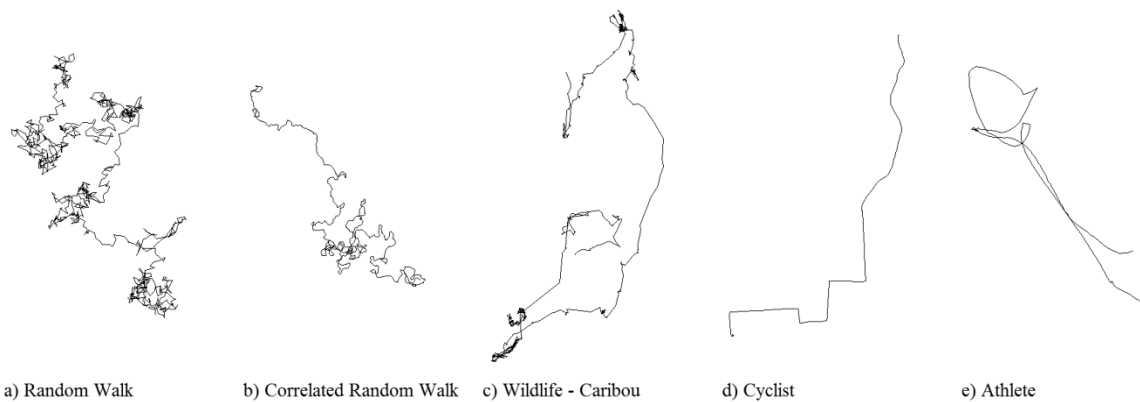 a) Random Walk
b) Correlated Random Walk
c) Wildlife - Caribou
d) Cyclist
e) Athlete